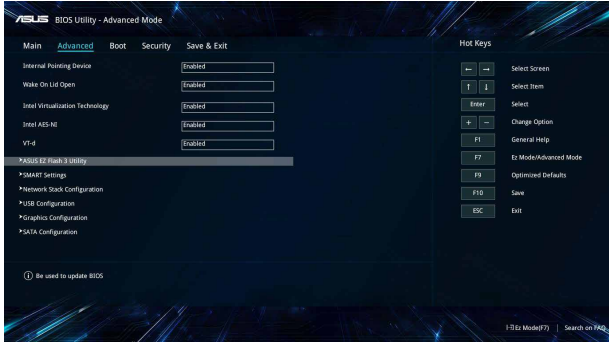 ASUS BIOS Utility - Advanced Mode
Main Advanced Boot Security Save & Exit
Hot Keys
Internal Pointing Device Enabled
Wake On Lid Open Enabled
Intel Virtualization Technology Enabled
Intel AES-NI Enabled
VT-d Enabled
ASUS EZ Flash 3 Utility
SMART Settings
Network Stack Configuration
USB Configuration
Graphics Configuration
SATA Configuration
← → Select Screen
↑ ↓ Select Item
Enter Select
+ − Change Option
F1 General Help
F7 Ez Mode/Advanced Mode
F9 Optimized Defaults
F10 Save
ESC Exit
Be used to update BIOS
Ez Mode(F7) | Search on FAQ